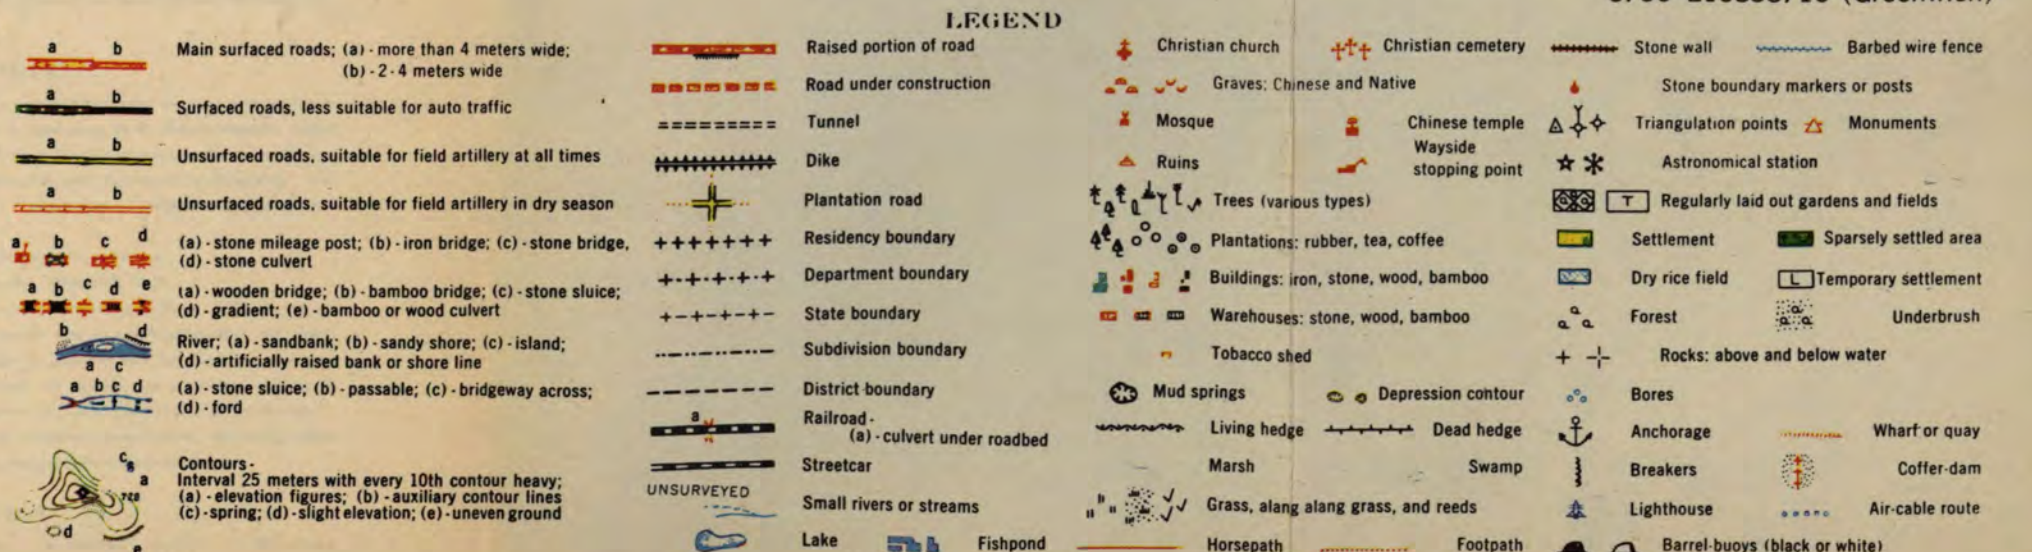 LEGEND
a b
Main surfaced roads; (a) - more than 4 meters wide;
(b) - 2 - 4 meters wide
a b
Surfaced roads, less suitable for auto traffic
a b
Unsurfaced roads, suitable for field artillery at all times
a b
Unsurfaced roads, suitable for field artillery in dry season
a b c d
(a) - stone mileage post; (b) - iron bridge; (c) - stone bridge,
(d) - stone culvert
a b c d e
(a) - wooden bridge; (b) - bamboo bridge; (c) - stone sluice;
(d) - gradient; (e) - bamboo or wood culvert
b d
River; (a) - sandbank; (b) - sandy shore; (c) - island;
(d) - artificially raised bank or shore line
a c
a b c d
(a) - stone sluice; (b) - passable; (c) - bridgeway across;
(d) - ford
Contours -
Interval 25 meters with every 10th contour heavy;
(a) - elevation figures; (b) - auxiliary contour lines
(c) - spring; (d) - slight elevation; (e) - uneven ground
c
a
d
e
Raised portion of road
Road under construction
Tunnel
Dike
Plantation road
Residency boundary
Department boundary
State boundary
Subdivision boundary
District boundary
a
Railroad -
(a) - culvert under roadbed
Streetcar
UNSURVEYED
Small rivers or streams
Lake Fishpond
Christian church Christian cemetery
Graves: Chinese and Native
Mosque Chinese temple
Ruins Wayside
stopping point
Trees (various types)
Plantations: rubber, tea, coffee
Buildings: iron, stone, wood, bamboo
Warehouses: stone, wood, bamboo
Tobacco shed
Mud springs Depression contour
Living hedge Dead hedge
Marsh Swamp
Grass, alang alang grass, and reeds
Horsepath Footpath
Stone wall Barbed wire fence
Stone boundary markers or posts
Triangulation points Monuments
Astronomical station
T Regularly laid out gardens and fields
Settlement Sparsely settled area
Dry rice field L Temporary settlement
Forest Underbrush
Rocks: above and below water
Bores
Anchorage Wharf or quay
Breakers Coffer-dam
Lighthouse Air-cable route
Barrel-buoys (black or white)